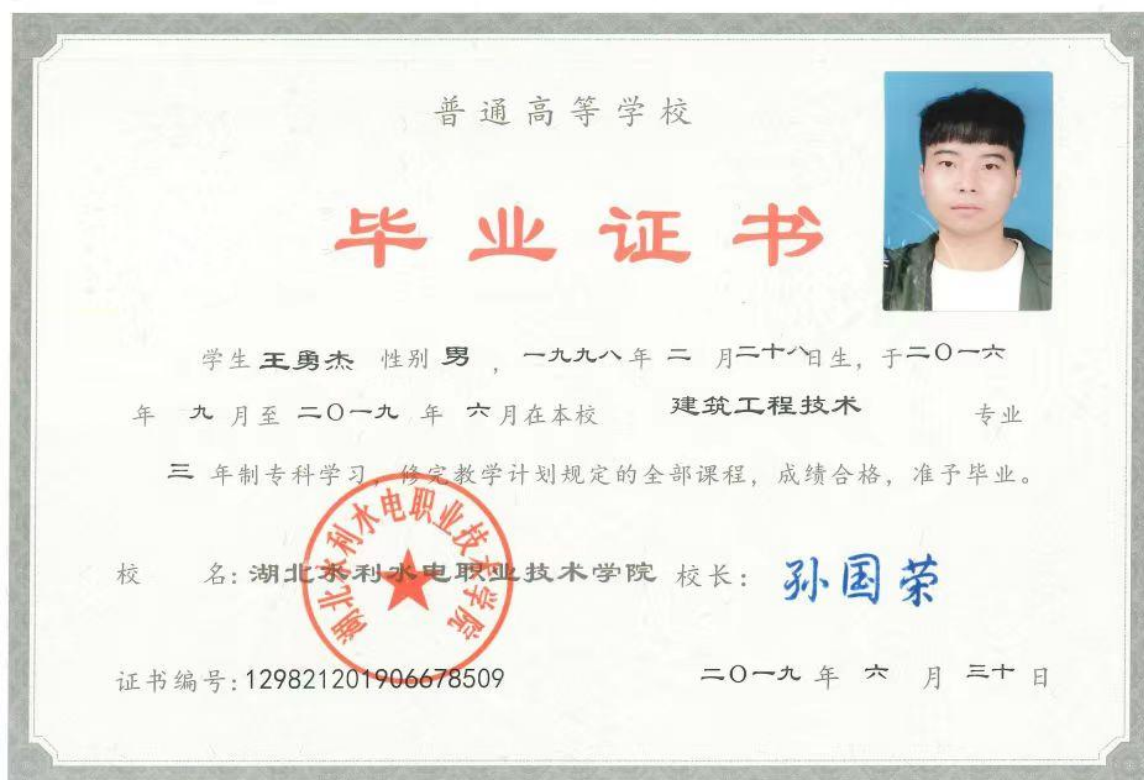 普通高等学校
毕业证书
学生 王勇杰 性别 男 ，一九九八年 二 月二十八日生，于二〇一六
年 九 月至 二〇一九 年 六 月在本校 建筑工程技术 专业
三 年制专科学习，修完教学计划规定的全部课程，成绩合格，准予毕业。
校 名：湖北水利水电职业技术学院 校长：孙国荣
湖北水利水电职业技术学院
证书编号：129821201906678509 二〇一九 年 六 月 三十 日